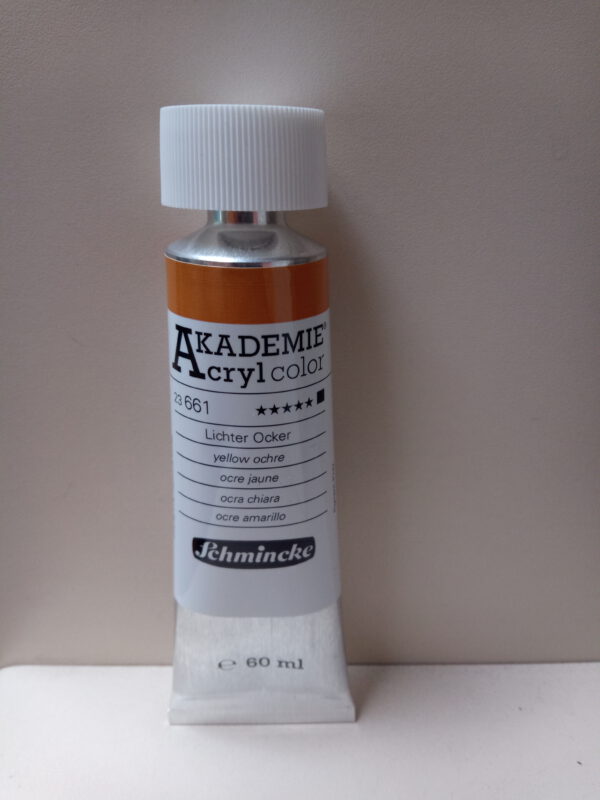 AKADEMIE®
Acryl color
23 661 ★★★★★■
Lichter Ocker
yellow ochre
ocre jaune
ocra chiara
ocre amarillo
Schmincke
℮ 60 ml